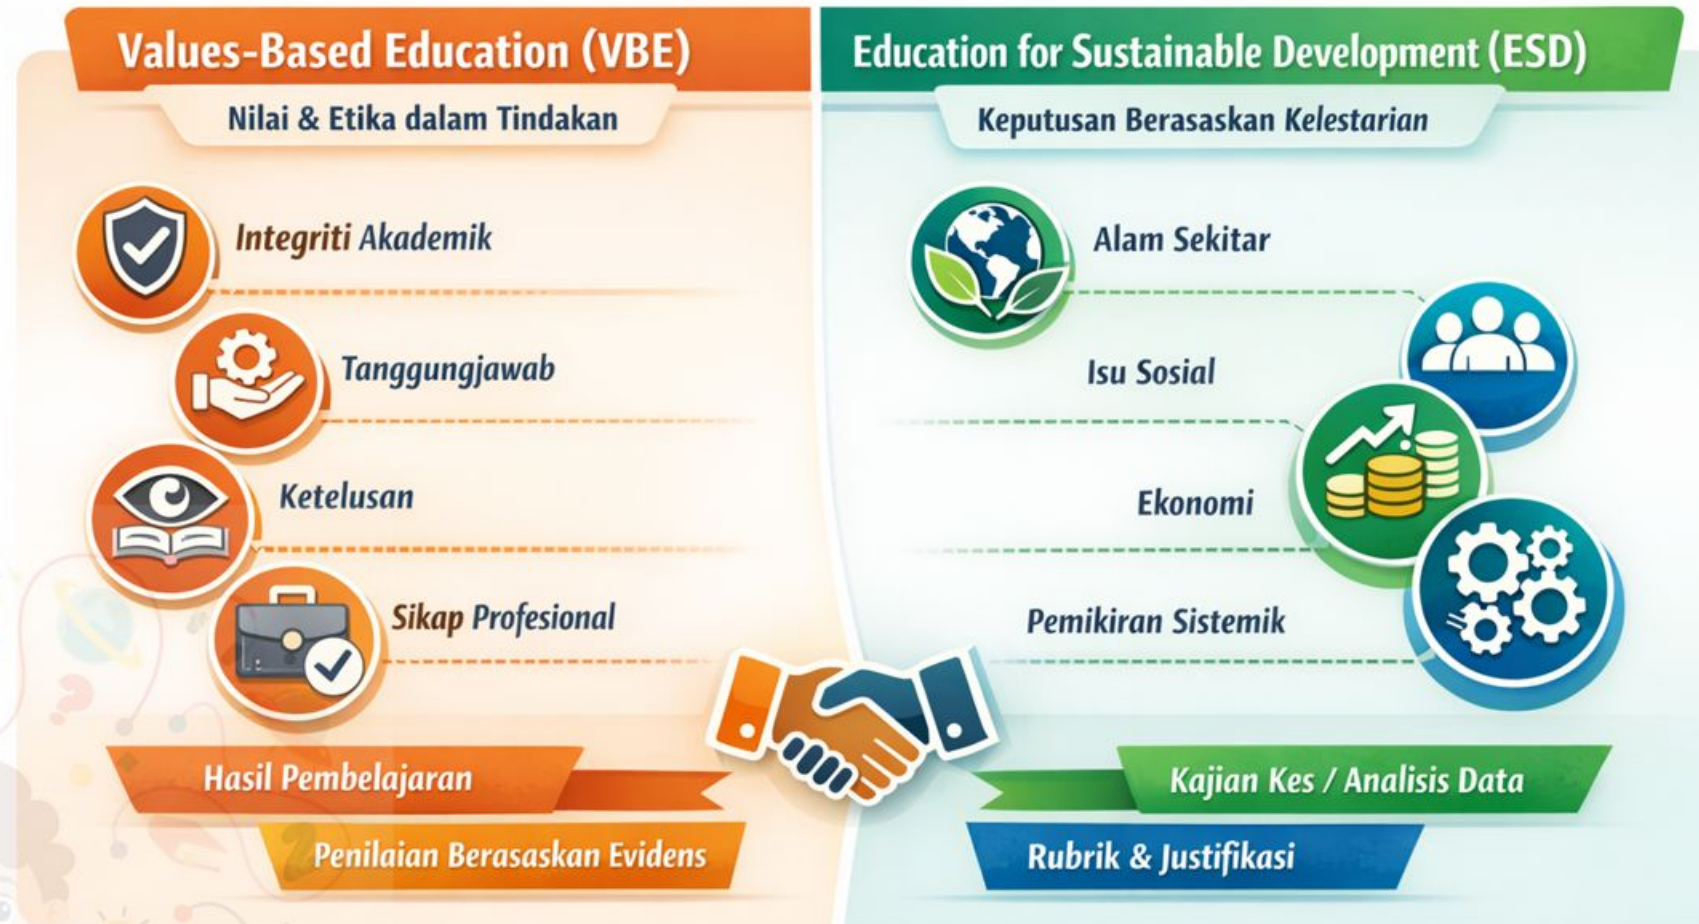 Values-Based Education (VBE)
Nilai & Etika dalam Tindakan
Integriti Akademik
Tanggungjawab
Ketelusan
Sikap Profesional
Hasil Pembelajaran
Penilaian Berasaskan Evidens
Education for Sustainable Development (ESD)
Keputusan Berasaskan Kelestarian
Alam Sekitar
Isu Sosial
Ekonomi
Pemikiran Sistemik
Kajian Kes / Analisis Data
Rubrik & Justifikasi